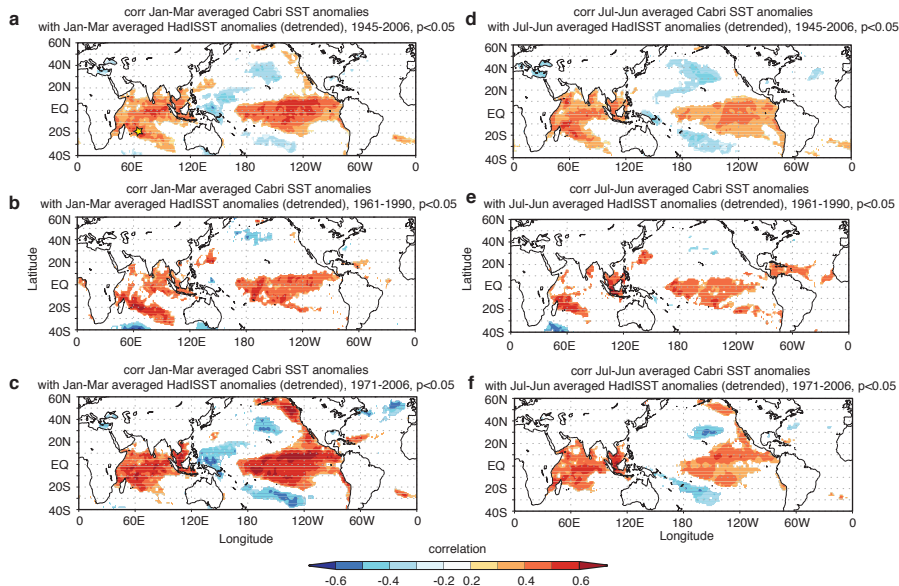 a
corr Jan-Mar averaged Cabri SST anomalies
with Jan-Mar averaged HadISST anomalies (detrended), 1945-2006, p<0.05
60N
40N
20N
EQ
20S
40S
0 60E 120E 180 120W 60W 0
b
corr Jan-Mar averaged Cabri SST anomalies
with Jan-Mar averaged HadISST anomalies (detrended), 1961-1990, p<0.05
60N
40N
20N
EQ
20S
40S
Latitude
0 60E 120E 180 120W 60W 0
c
corr Jan-Mar averaged Cabri SST anomalies
with Jan-Mar averaged HadISST anomalies (detrended), 1971-2006, p<0.05
60N
40N
20N
EQ
20S
40S
0 60E 120E 180 120W 60W 0
Longitude
d
corr Jul-Jun averaged Cabri SST anomalies
with Jul-Jun averaged HadISST anomalies (detrended), 1945-2006, p<0.05
60N
40N
20N
EQ
20S
40S
0 60E 120E 180 120W 60W 0
e
corr Jul-Jun averaged Cabri SST anomalies
with Jul-Jun averaged HadISST anomalies (detrended), 1961-1990, p<0.05
60N
40N
20N
EQ
20S
40S
Latitude
0 60E 120E 180 120W 60W 0
f
corr Jul-Jun averaged Cabri SST anomalies
with Jul-Jun averaged HadISST anomalies (detrended), 1971-2006, p<0.05
60N
40N
20N
EQ
20S
40S
0 60E 120E 180 120W 60W 0
Longitude
correlation
-0.6 -0.4 -0.2 0.2 0.4 0.6